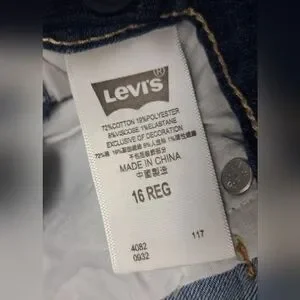 Levi's ®
72%COTTON 19%POLYESTER
8%VISCOSE 1%ELASTANE
EXCLUSIVE OF DECORATION
MADE IN CHINA
中國製造
16 REG
4082
117
0932